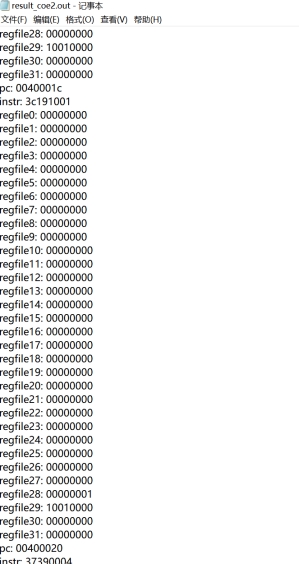 result_coe2.out - 记事本
文件(F) 编辑(E) 格式(O) 查看(V) 帮助(H)
regfile28: 00000000
regfile29: 10010000
regfile30: 00000000
regfile31: 00000000
pc: 0040001c
instr: 3c191001
regfile0: 00000000
regfile1: 00000000
regfile2: 00000000
regfile3: 00000000
regfile4: 00000000
regfile5: 00000000
regfile6: 00000000
regfile7: 00000000
regfile8: 00000000
regfile9: 00000000
regfile10: 00000000
regfile11: 00000000
regfile12: 00000000
regfile13: 00000000
regfile14: 00000000
regfile15: 00000000
regfile16: 00000000
regfile17: 00000000
regfile18: 00000000
regfile19: 00000000
regfile20: 00000000
regfile21: 00000000
regfile22: 00000000
regfile23: 00000000
regfile24: 00000000
regfile25: 00000000
regfile26: 00000000
regfile27: 00000000
regfile28: 00000001
regfile29: 10010000
regfile30: 00000000
regfile31: 00000000
pc: 00400020
instr: 37390004